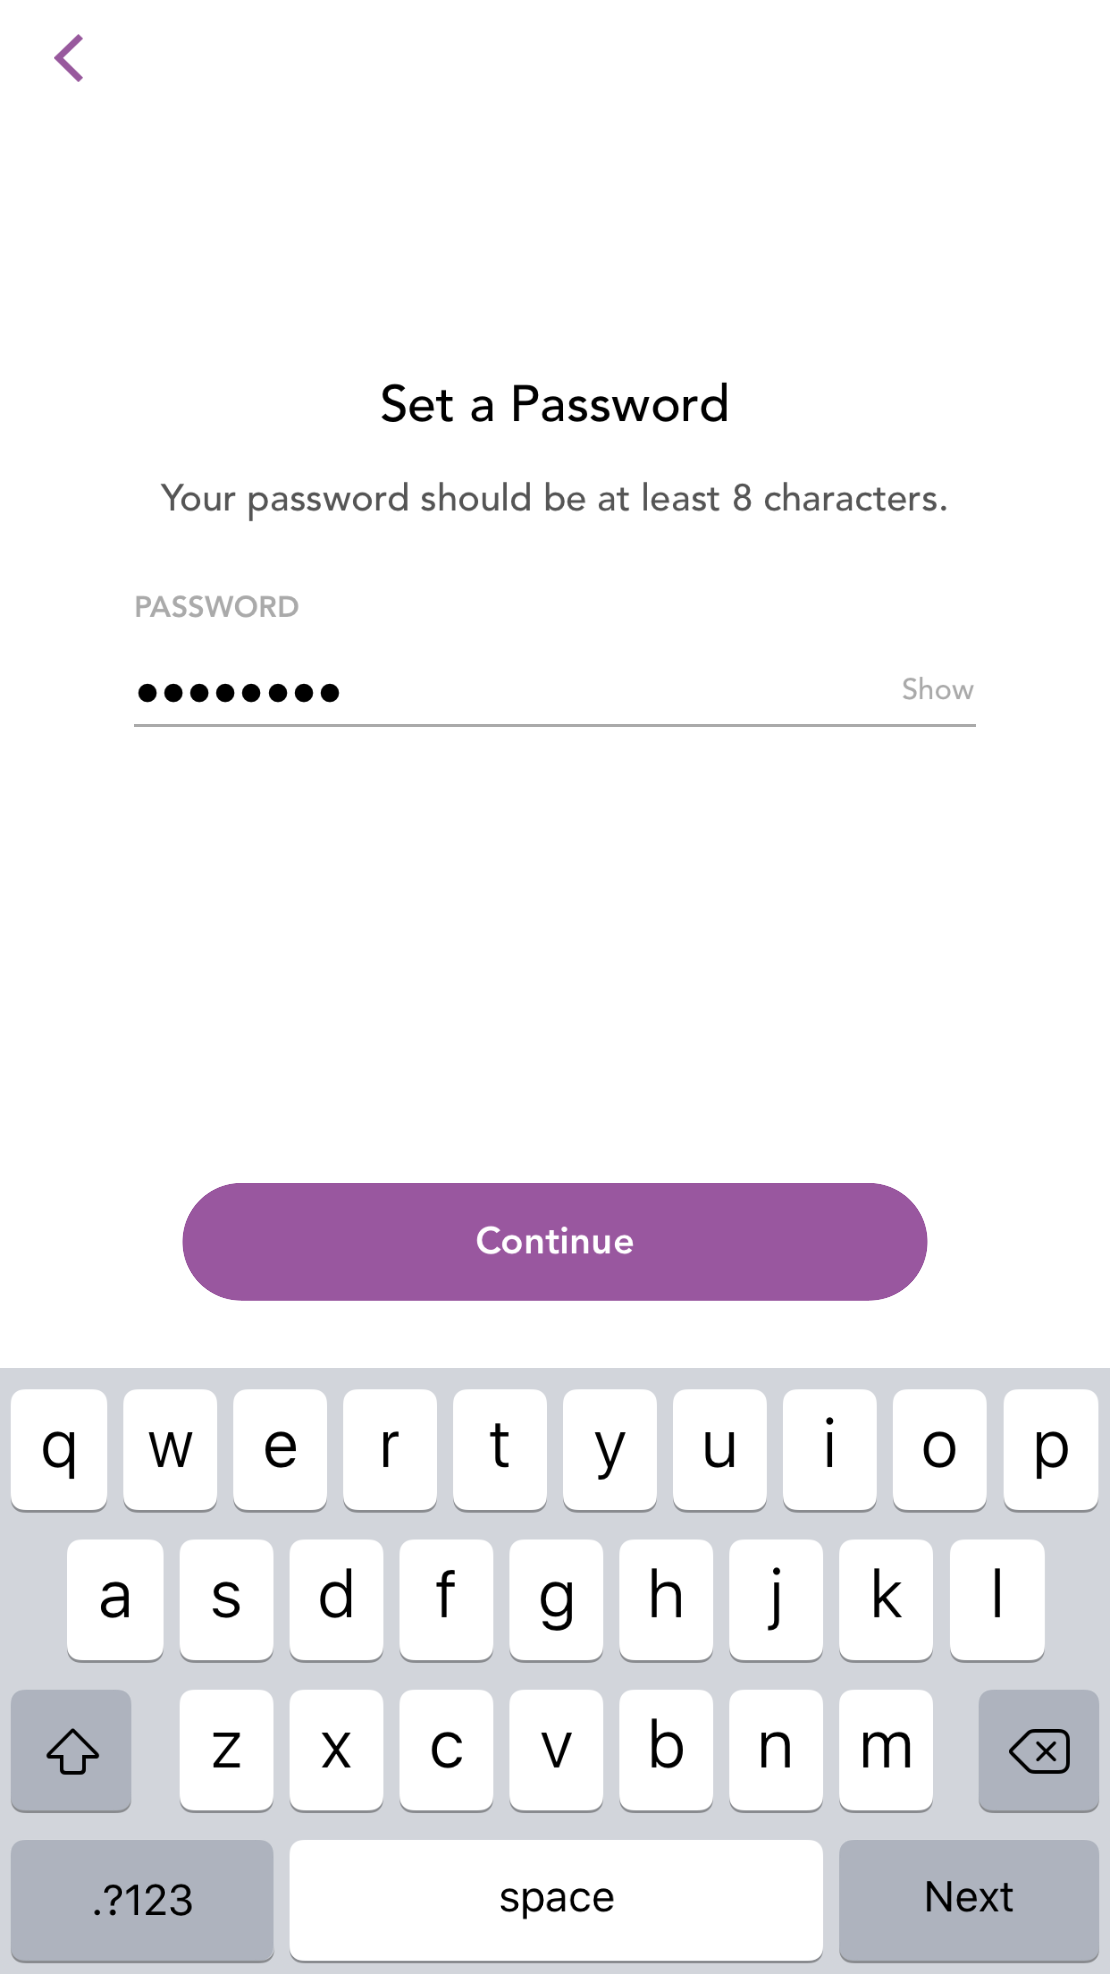 Set a Password
Your password should be at least 8 characters.
PASSWORD
●●●●●●●● Show
Continue
q w e r t y u i o p
a s d f g h j k l
z x c v b n m
.?123 space Next